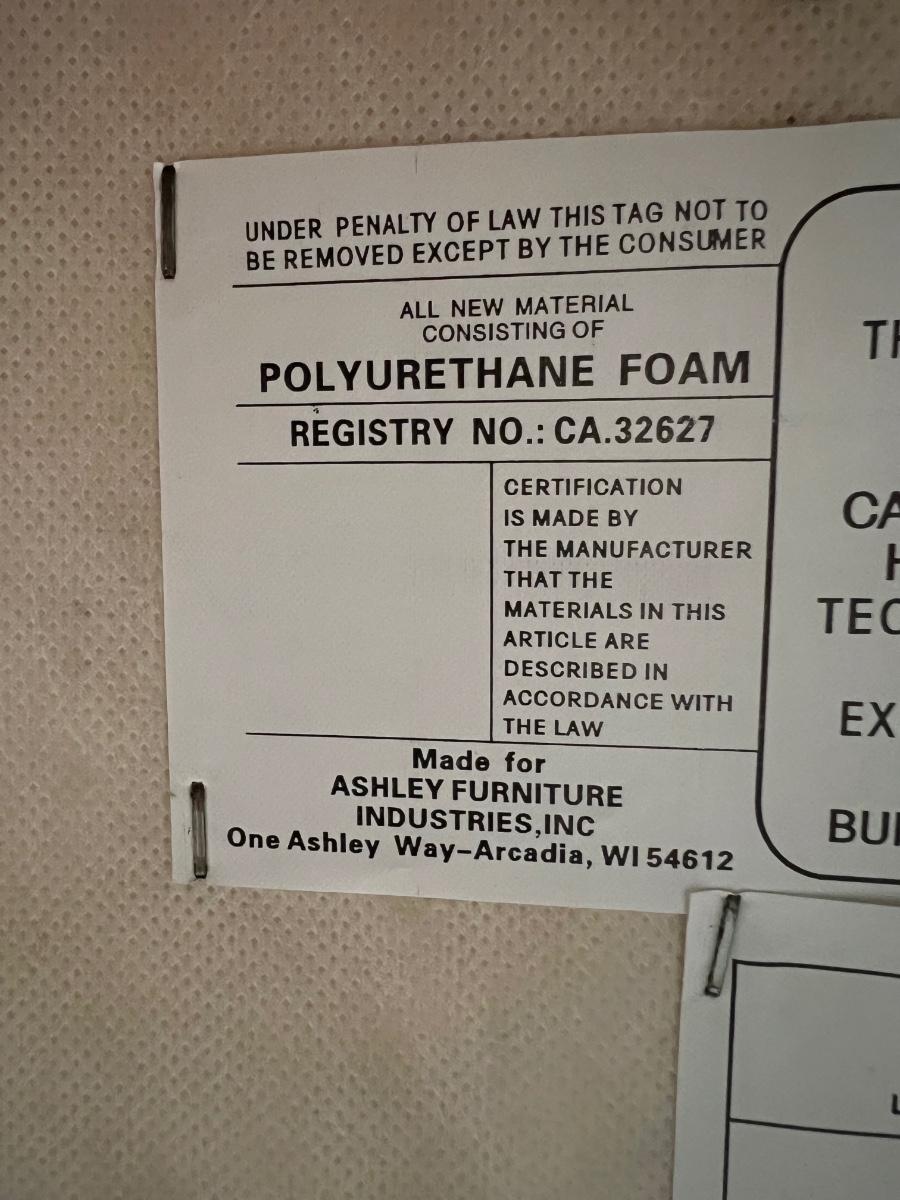 UNDER PENALTY OF LAW THIS TAG NOT TO
BE REMOVED EXCEPT BY THE CONSUMER
ALL NEW MATERIAL
CONSISTING OF
POLYURETHANE FOAM
REGISTRY NO.: CA.32627
CERTIFICATION
IS MADE BY
THE MANUFACTURER
THAT THE
MATERIALS IN THIS
ARTICLE ARE
DESCRIBED IN
ACCORDANCE WITH
THE LAW
Made for
ASHLEY FURNITURE
INDUSTRIES,INC
One Ashley Way–Arcadia, WI 54612